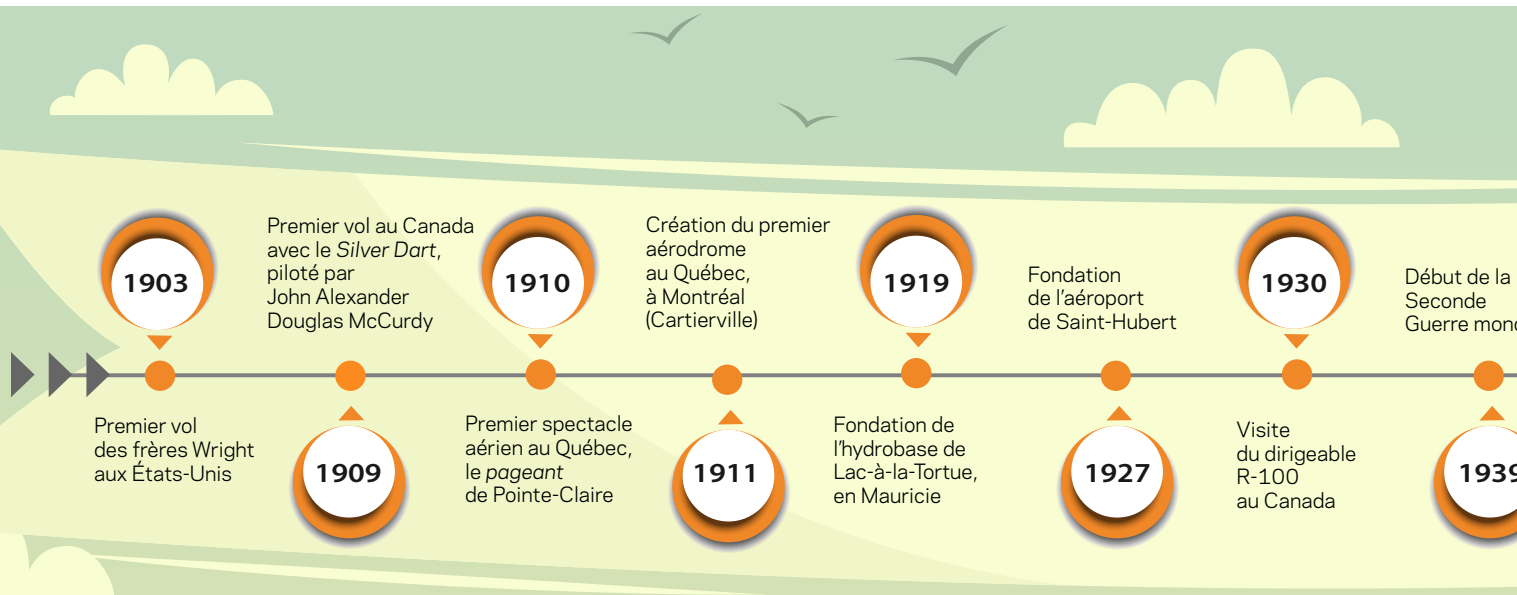 1903
Premier vol
des frères Wright
aux États-Unis
Premier vol au Canada
avec le Silver Dart,
piloté par
John Alexander
Douglas McCurdy
1909
1910
Premier spectacle
aérien au Québec,
le pageant
de Pointe-Claire
Création du premier
aérodrome
au Québec,
à Montréal
(Cartierville)
1911
1919
Fondation de
l'hydrobase de
Lac-à-la-Tortue,
en Mauricie
Fondation
de l'aéroport
de Saint-Hubert
1927
1930
Visite
du dirigeable
R-100
au Canada
Début de la
Seconde
Guerre mond
1939